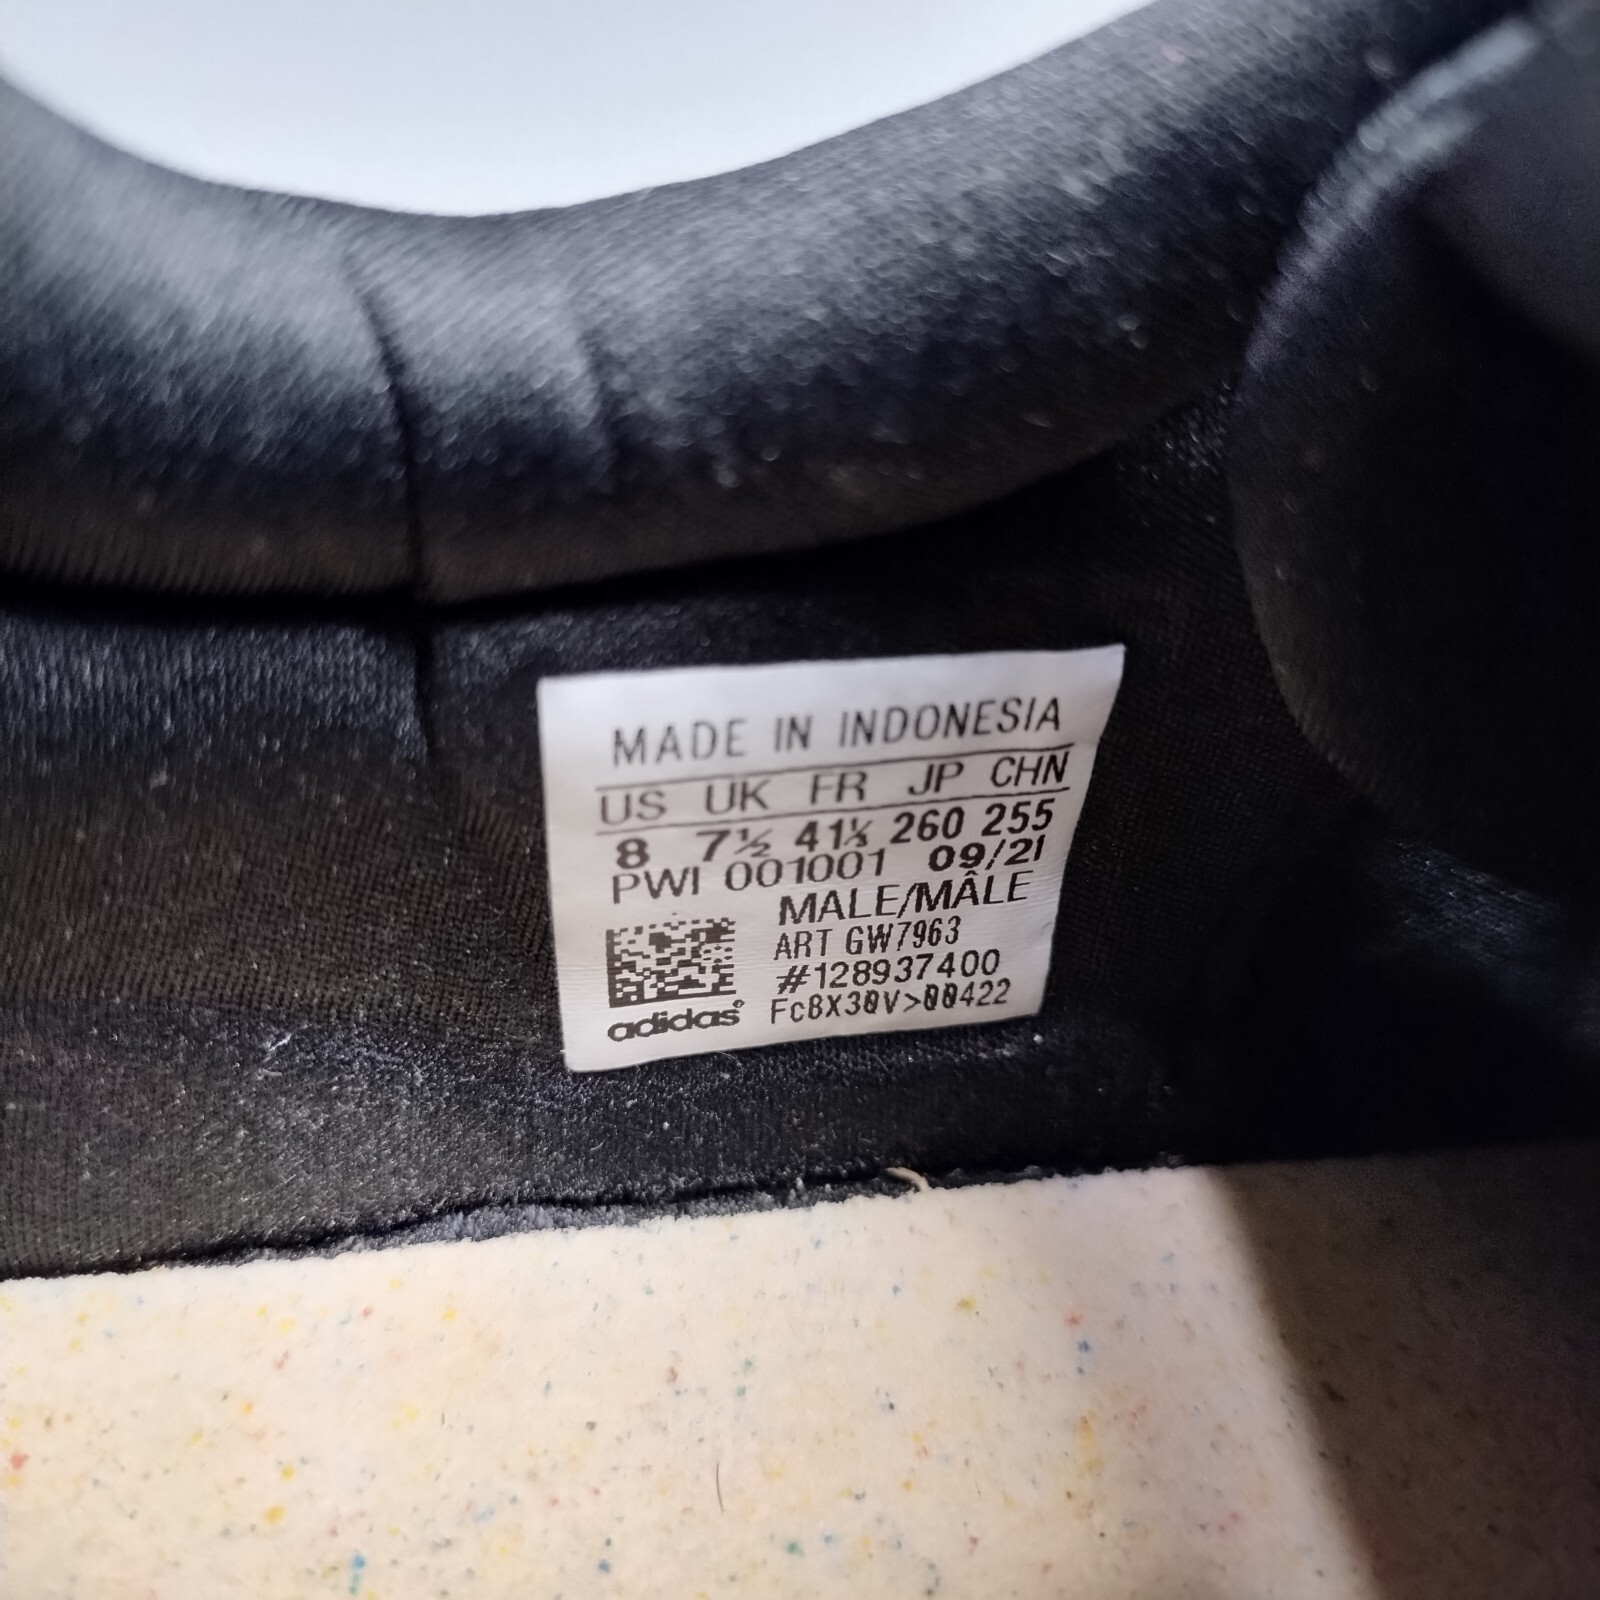 MADE IN INDONESIA
US UK FR JP CHN
8 7½ 41⅓ 260 255
PWI 001001 09/21
MALE/MÂLE
ART GW7963
#128937400
Fc8X30V>00422
adidas®